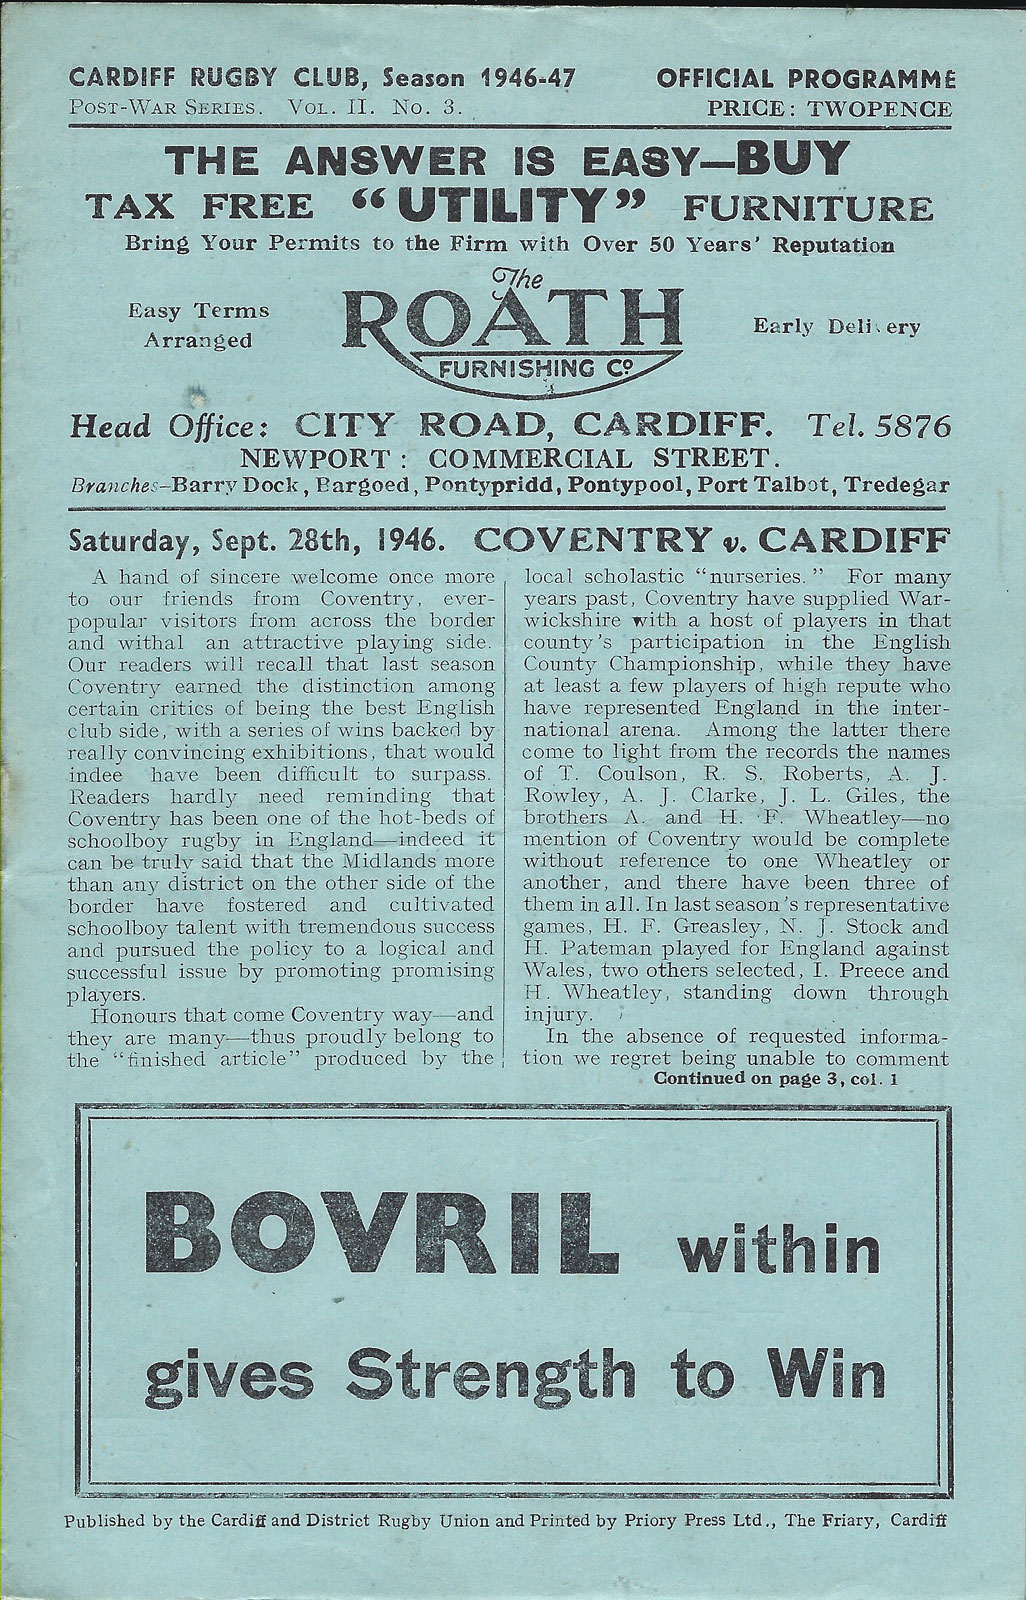 CARDIFF RUGBY CLUB, Season 1946-47 OFFICIAL PROGRAMME
POST-WAR SERIES. VOL. II. NO. 3. PRICE: TWOPENCE
THE ANSWER IS EASY—BUY
TAX FREE "UTILITY" FURNITURE
Bring Your Permits to the Firm with Over 50 Years' Reputation
Easy Terms
Arranged
The
ROATH
FURNISHING Co.
Early Delivery
Head Office: CITY ROAD, CARDIFF. Tel. 5876
NEWPORT: COMMERCIAL STREET.
Branches—Barry Dock, Bargoed, Pontypridd, Pontypool, Port Talbot, Tredegar
Saturday, Sept. 28th, 1946. COVENTRY v. CARDIFF
A hand of sincere welcome once more
to our friends from Coventry, ever-
popular visitors from across the border
and withal an attractive playing side.
Our readers will recall that last season
Coventry earned the distinction among
certain critics of being the best English
club side, with a series of wins backed by
really convincing exhibitions, that would
indee have been difficult to surpass.
Readers hardly need reminding that
Coventry has been one of the hot-beds of
schoolboy rugby in England—indeed it
can be truly said that the Midlands more
than any district on the other side of the
border have fostered and cultivated
schoolboy talent with tremendous success
and pursued the policy to a logical and
successful issue by promoting promising
players.
Honours that come Coventry way—and
they are many—thus proudly belong to
the "finished article" produced by the
local scholastic "nurseries." For many
years past, Coventry have supplied War-
wickshire with a host of players in that
county's participation in the English
County Championship, while they have
at least a few players of high repute who
have represented England in the inter-
national arena. Among the latter there
come to light from the records the names
of T. Coulson, R. S. Roberts, A. J.
Rowley, A. J. Clarke, J. L. Giles, the
brothers A. and H. F. Wheatley—no
mention of Coventry would be complete
without reference to one Wheatley or
another, and there have been three of
them in all. In last season's representative
games, H. F. Greasley, N. J. Stock and
H. Pateman played for England against
Wales, two others selected, I. Preece and
H. Wheatley, standing down through
injury.
In the absence of requested informa-
tion we regret being unable to comment
Continued on page 3, col. 1
BOVRIL within
gives Strength to Win
Published by the Cardiff and District Rugby Union and Printed by Priory Press Ltd., The Friary, Cardiff